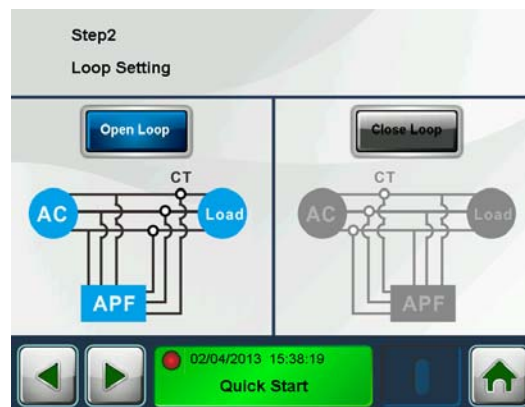 Step2
Loop Setting
Open Loop
CT
AC
Load
APF
Close Loop
CT
AC
Load
APF
02/04/2013 15:38:19
Quick Start